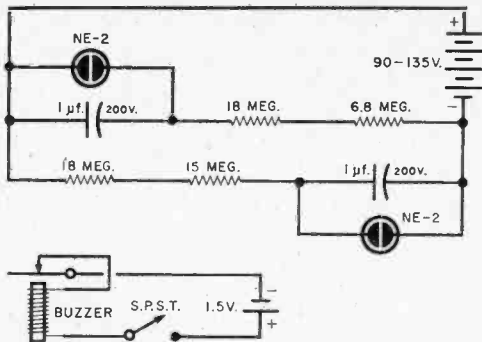 +
NE-2
90–135V.
1 µf. 200V. 18 MEG. 6.8 MEG. –
18 MEG. 15 MEG. 1 µf. 200V.
NE-2
BUZZER S.P.S.T. 1.5V. –
+